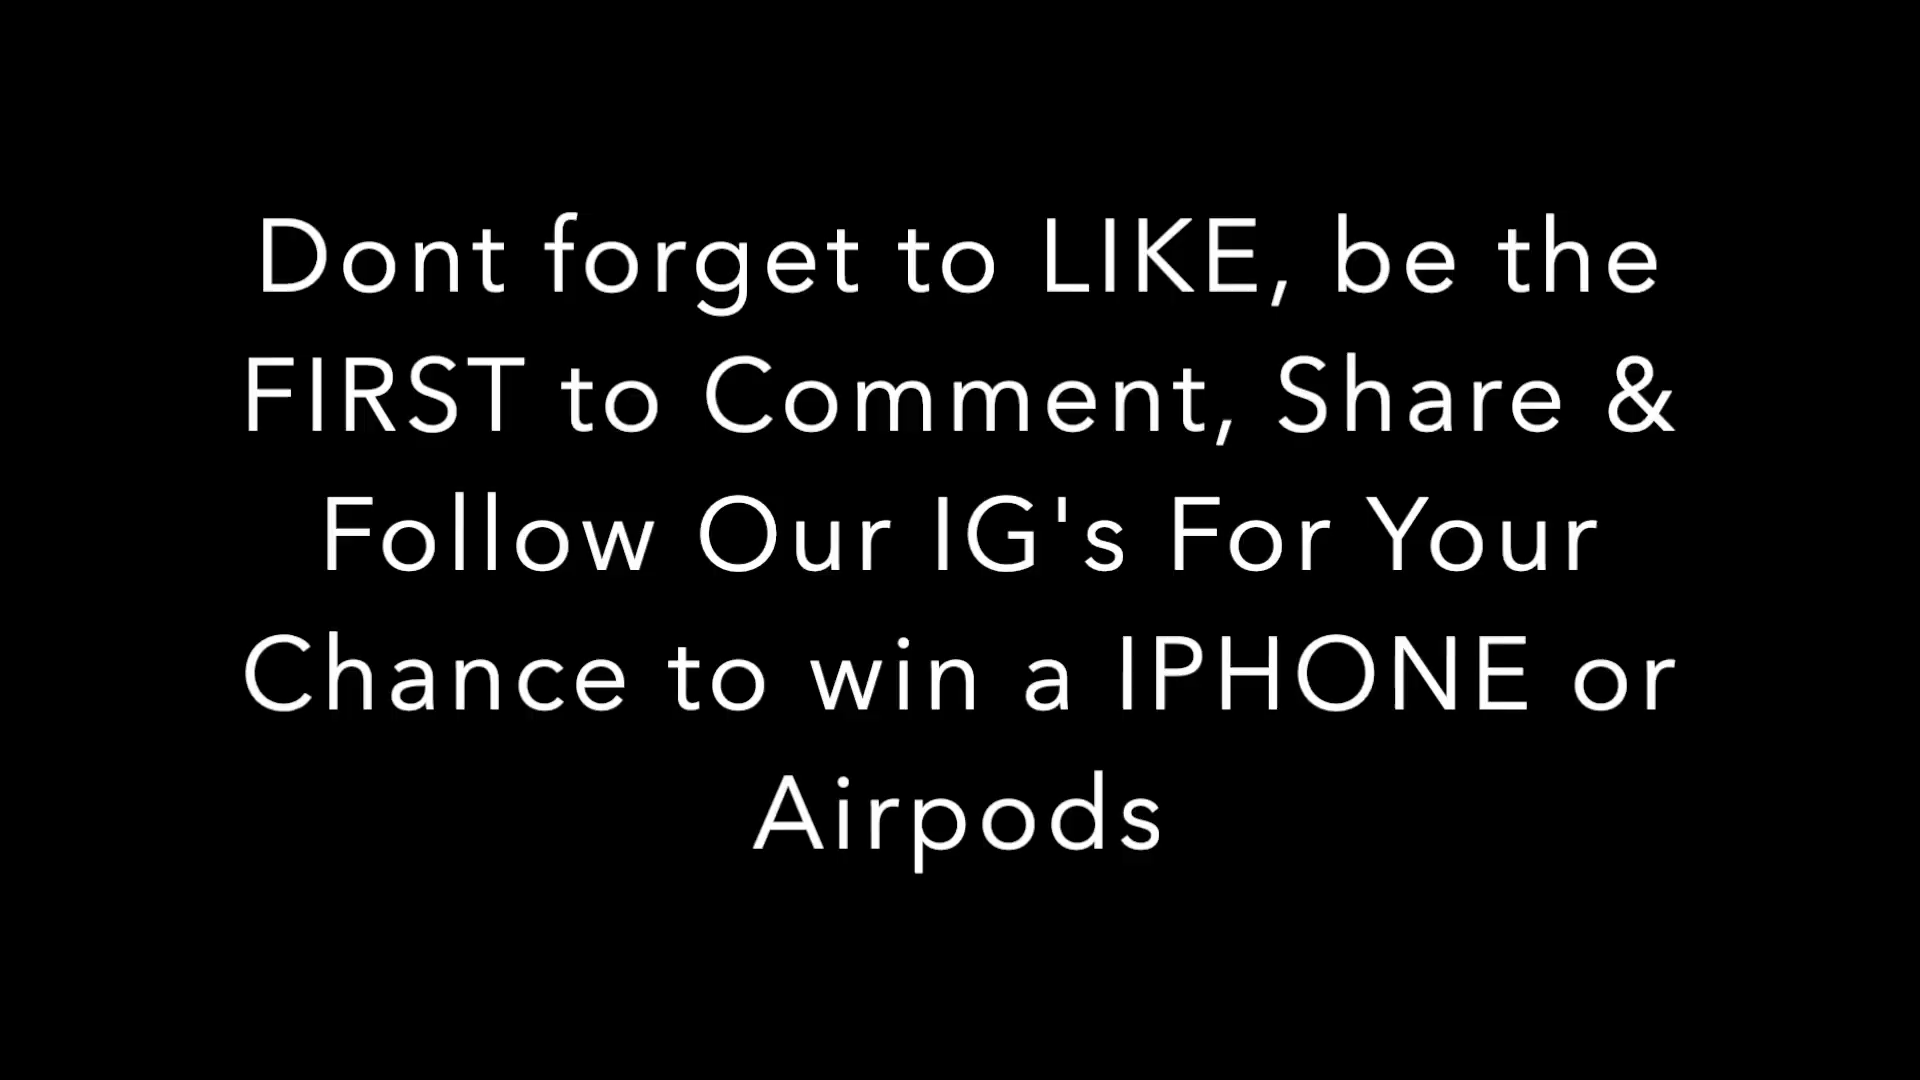 Dont forget to LIKE, be the
FIRST to Comment, Share &
Follow Our IG's For Your
Chance to win a IPHONE or
Airpods